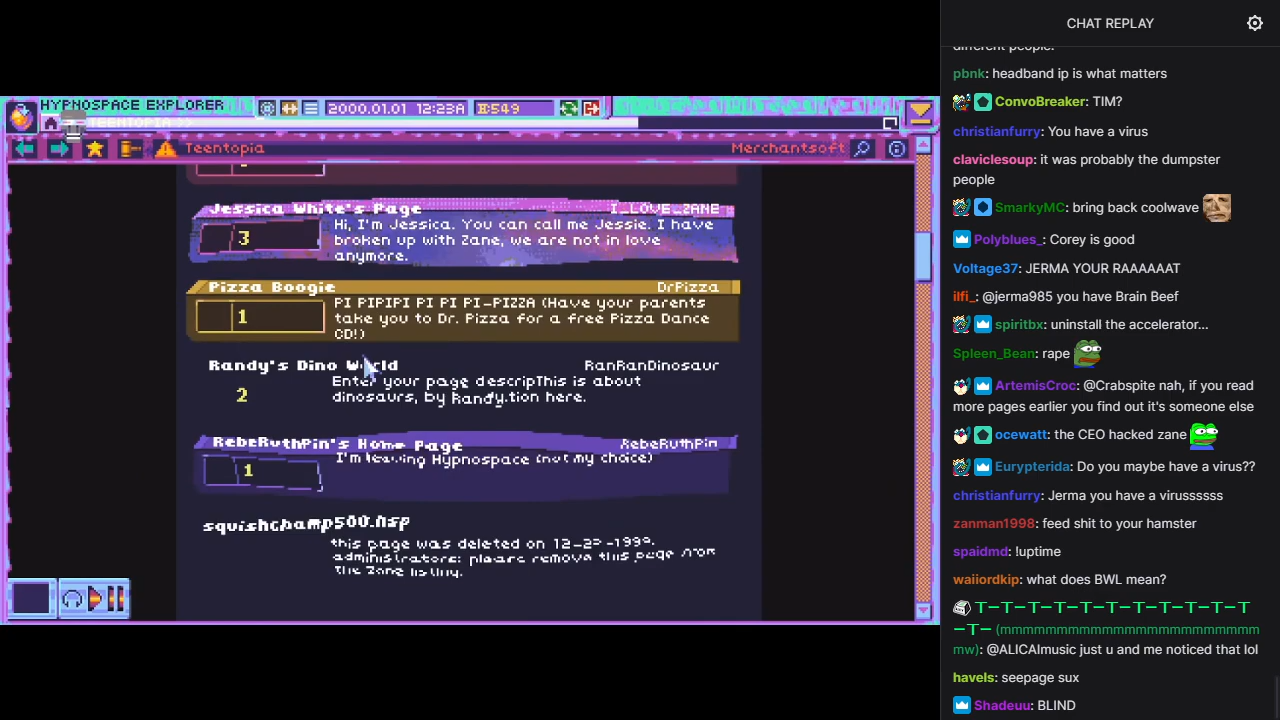 HYPNOSPACE EXPLORER
2000.01.01 12:23A
549
TEENTOPIA >>
Teentopia
Merchantsoft
Jessica White's Page
I_LOVE_ZANE
3
Hi, I'm Jessica. You can call me Jessie. I have
broken up with Zane, we are not in love
anymore.
Pizza Boogie
DrPizza
1
PI PIPIPI PI PI PI-PIZZA (Have your parents
take you to Dr. Pizza for a free Pizza Dance
CD!)
Randy's Dino World
RanRanDinosaur
2
Enter your page descripThis is about
dinosaurs, by Randy.tion here.
RebeRuthPin's Home Page
RebeRuthPin
1
I'm leaving Hypnospace (not my choice)
squishchamp500.hsp
this page was deleted on 12-29-1999.
administrators: please remove this page from
the Zone listing.
CHAT REPLAY
different people.
pbnk: headband ip is what matters
ConvoBreaker: TIM?
christianfurry: You have a virus
claviclesoup: it was probably the dumpster
people
SmarkyMC: bring back coolwave
Polyblues_: Corey is good
Voltage37: JERMA YOUR RAAAAAAT
ilfi_: @jerma985 you have Brain Beef
spiritbx: uninstall the accelerator...
Spleen_Bean: rape
ArtemisCroc: @Crabspite nah, if you read
more pages earlier you find out it's someone else
ocewatt: the CEO hacked zane
Eurypterida: Do you maybe have a virus??
christianfurry: Jerma you have a virussssss
zanman1998: feed shit to your hamster
spaidmd: !uptime
waiiordkip: what does BWL mean?
mw): @ALICAImusic just u and me noticed that lol
havels: seepage sux
Shadeuu: BLIND